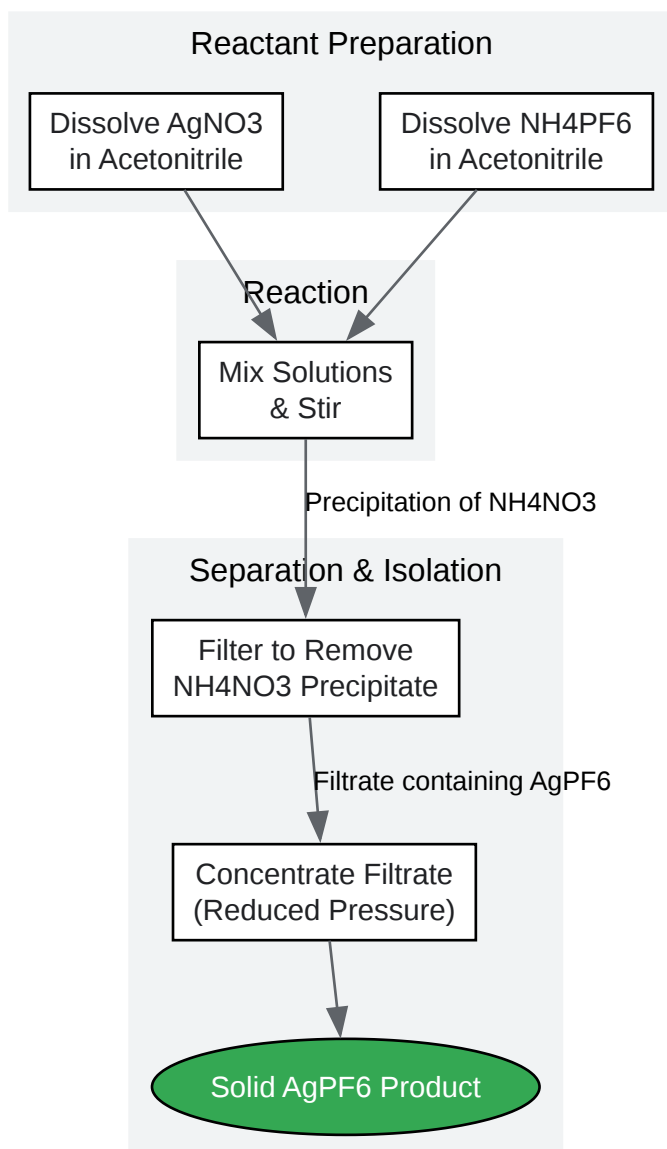 Reactant Preparation
Dissolve AgNO3
in Acetonitrile
Dissolve NH4PF6
in Acetonitrile
Reaction
Mix Solutions
& Stir
Precipitation of NH4NO3
Separation & Isolation
Filter to Remove
NH4NO3 Precipitate
Filtrate containing AgPF6
Concentrate Filtrate
(Reduced Pressure)
Solid AgPF6 Product